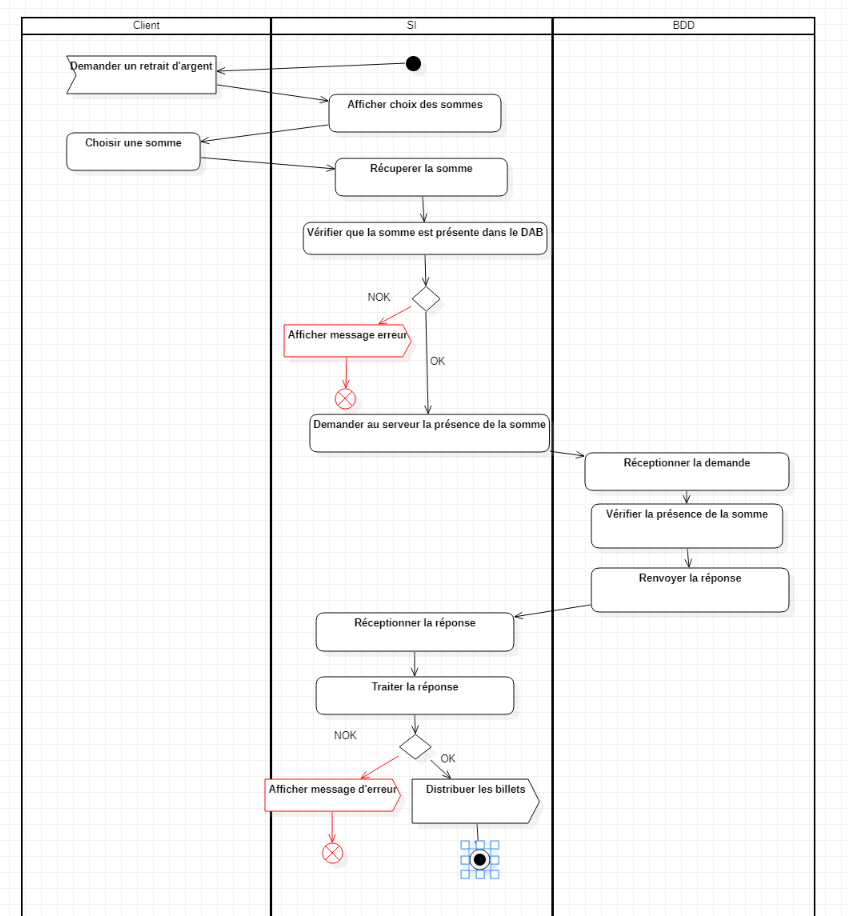 Client
SI
BDD
Demander un retrait d'argent
Afficher choix des sommes
Choisir une somme
Récuperer la somme
Vérifier que la somme est présente dans le DAB
NOK
Afficher message erreur
OK
Demander au serveur la présence de la somme
Réceptionner la demande
Vérifier la présence de la somme
Renvoyer la réponse
Réceptionner la réponse
Traiter la réponse
NOK
OK
Afficher message d'erreur
Distribuer les billets